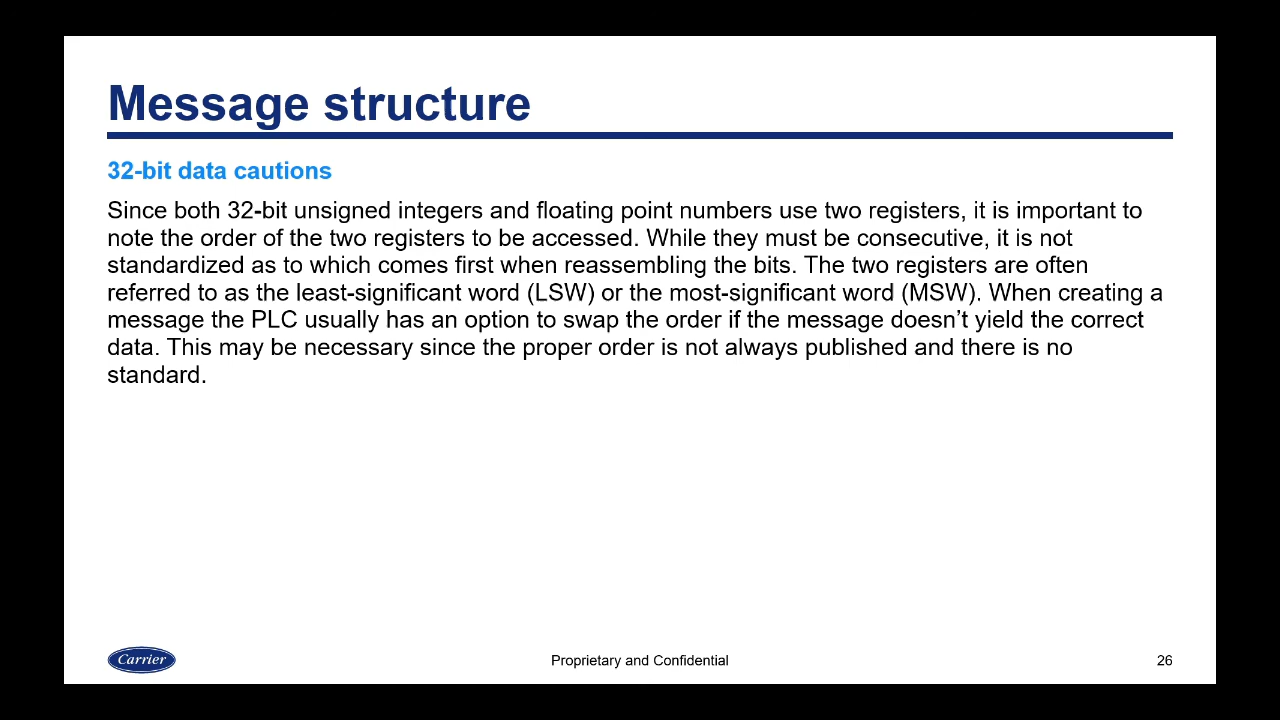 Message structure
32-bit data cautions
Since both 32-bit unsigned integers and floating point numbers use two registers, it is important to
note the order of the two registers to be accessed. While they must be consecutive, it is not
standardized as to which comes first when reassembling the bits. The two registers are often
referred to as the least-significant word (LSW) or the most-significant word (MSW). When creating a
message the PLC usually has an option to swap the order if the message doesn’t yield the correct
data. This may be necessary since the proper order is not always published and there is no
standard.
Carrier
Proprietary and Confidential
26